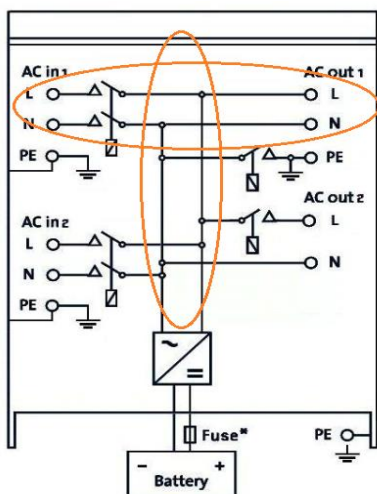 AC in 1
AC out 1
L
L
N
N
PE
PE
AC out 2
AC in 2
L
L
N
N
PE
~
=
Fuse*
PE
- +
Battery